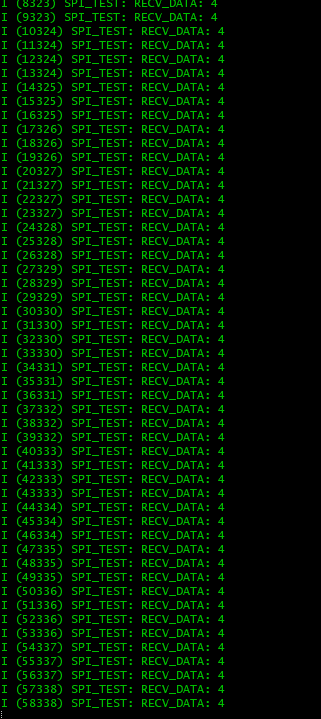 I (8323) SPI_TEST: RECV_DATA: 4
I (9323) SPI_TEST: RECV_DATA: 4
I (10324) SPI_TEST: RECV_DATA: 4
I (11324) SPI_TEST: RECV_DATA: 4
I (12324) SPI_TEST: RECV_DATA: 4
I (13324) SPI_TEST: RECV_DATA: 4
I (14325) SPI_TEST: RECV_DATA: 4
I (15325) SPI_TEST: RECV_DATA: 4
I (16325) SPI_TEST: RECV_DATA: 4
I (17326) SPI_TEST: RECV_DATA: 4
I (18326) SPI_TEST: RECV_DATA: 4
I (19326) SPI_TEST: RECV_DATA: 4
I (20327) SPI_TEST: RECV_DATA: 4
I (21327) SPI_TEST: RECV_DATA: 4
I (22327) SPI_TEST: RECV_DATA: 4
I (23327) SPI_TEST: RECV_DATA: 4
I (24328) SPI_TEST: RECV_DATA: 4
I (25328) SPI_TEST: RECV_DATA: 4
I (26328) SPI_TEST: RECV_DATA: 4
I (27329) SPI_TEST: RECV_DATA: 4
I (28329) SPI_TEST: RECV_DATA: 4
I (29329) SPI_TEST: RECV_DATA: 4
I (30330) SPI_TEST: RECV_DATA: 4
I (31330) SPI_TEST: RECV_DATA: 4
I (32330) SPI_TEST: RECV_DATA: 4
I (33330) SPI_TEST: RECV_DATA: 4
I (34331) SPI_TEST: RECV_DATA: 4
I (35331) SPI_TEST: RECV_DATA: 4
I (36331) SPI_TEST: RECV_DATA: 4
I (37332) SPI_TEST: RECV_DATA: 4
I (38332) SPI_TEST: RECV_DATA: 4
I (39332) SPI_TEST: RECV_DATA: 4
I (40333) SPI_TEST: RECV_DATA: 4
I (41333) SPI_TEST: RECV_DATA: 4
I (42333) SPI_TEST: RECV_DATA: 4
I (43333) SPI_TEST: RECV_DATA: 4
I (44334) SPI_TEST: RECV_DATA: 4
I (45334) SPI_TEST: RECV_DATA: 4
I (46334) SPI_TEST: RECV_DATA: 4
I (47335) SPI_TEST: RECV_DATA: 4
I (48335) SPI_TEST: RECV_DATA: 4
I (49335) SPI_TEST: RECV_DATA: 4
I (50336) SPI_TEST: RECV_DATA: 4
I (51336) SPI_TEST: RECV_DATA: 4
I (52336) SPI_TEST: RECV_DATA: 4
I (53336) SPI_TEST: RECV_DATA: 4
I (54337) SPI_TEST: RECV_DATA: 4
I (55337) SPI_TEST: RECV_DATA: 4
I (56337) SPI_TEST: RECV_DATA: 4
I (57338) SPI_TEST: RECV_DATA: 4
I (58338) SPI_TEST: RECV_DATA: 4